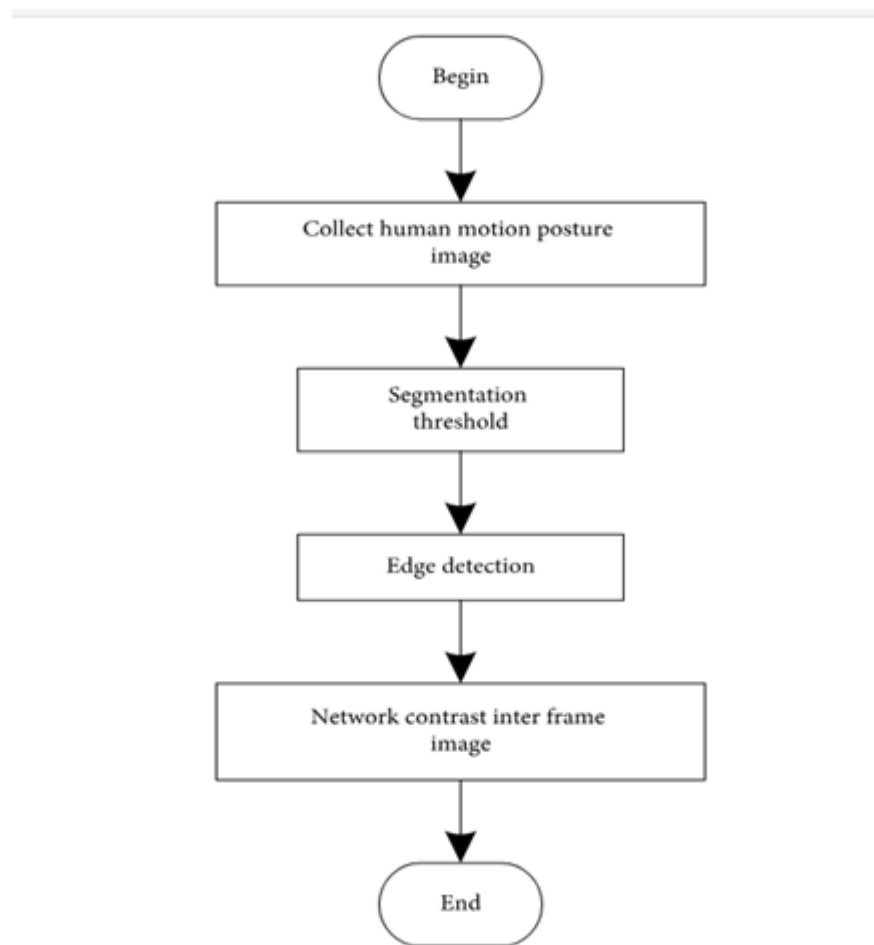 Begin
Collect human motion posture
image
Segmentation
threshold
Edge detection
Network contrast inter frame
image
End